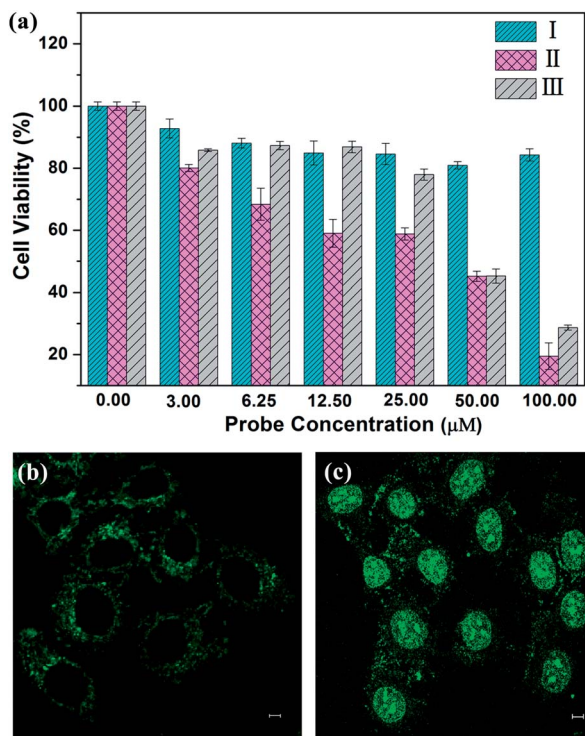 (a)
120
100
80
60
40
20
Cell Viability (%)
I
II
III
0.00 3.00 6.25 12.50 25.00 50.00 100.00
Probe Concentration (μM)
(b)
(c)